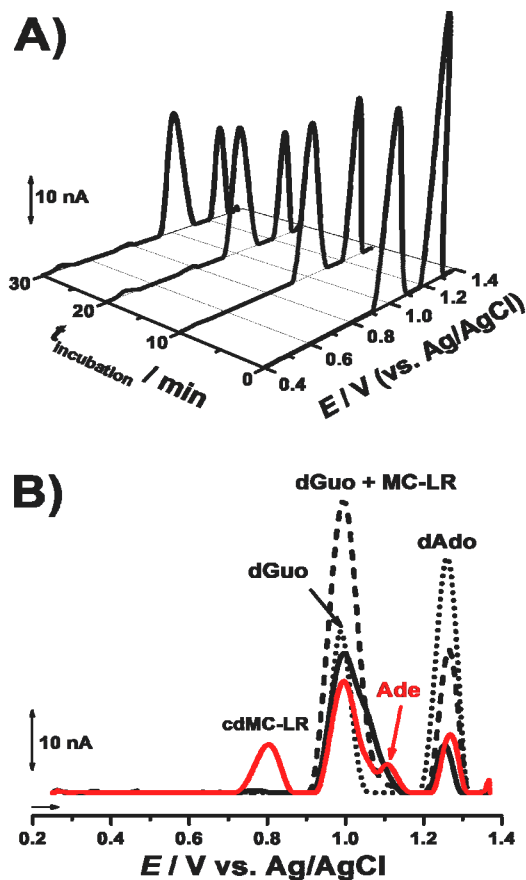 A)
10 nA
30
20
10
0
t incubation / min
0.4
0.6
0.8
1.0
1.2
1.4
E / V (vs. Ag/AgCl)
B)
dGuo + MC-LR
dGuo
dAdo
cdMC-LR
Ade
10 nA
0.2 0.4 0.6 0.8 1.0 1.2 1.4
E / V vs. Ag/AgCl